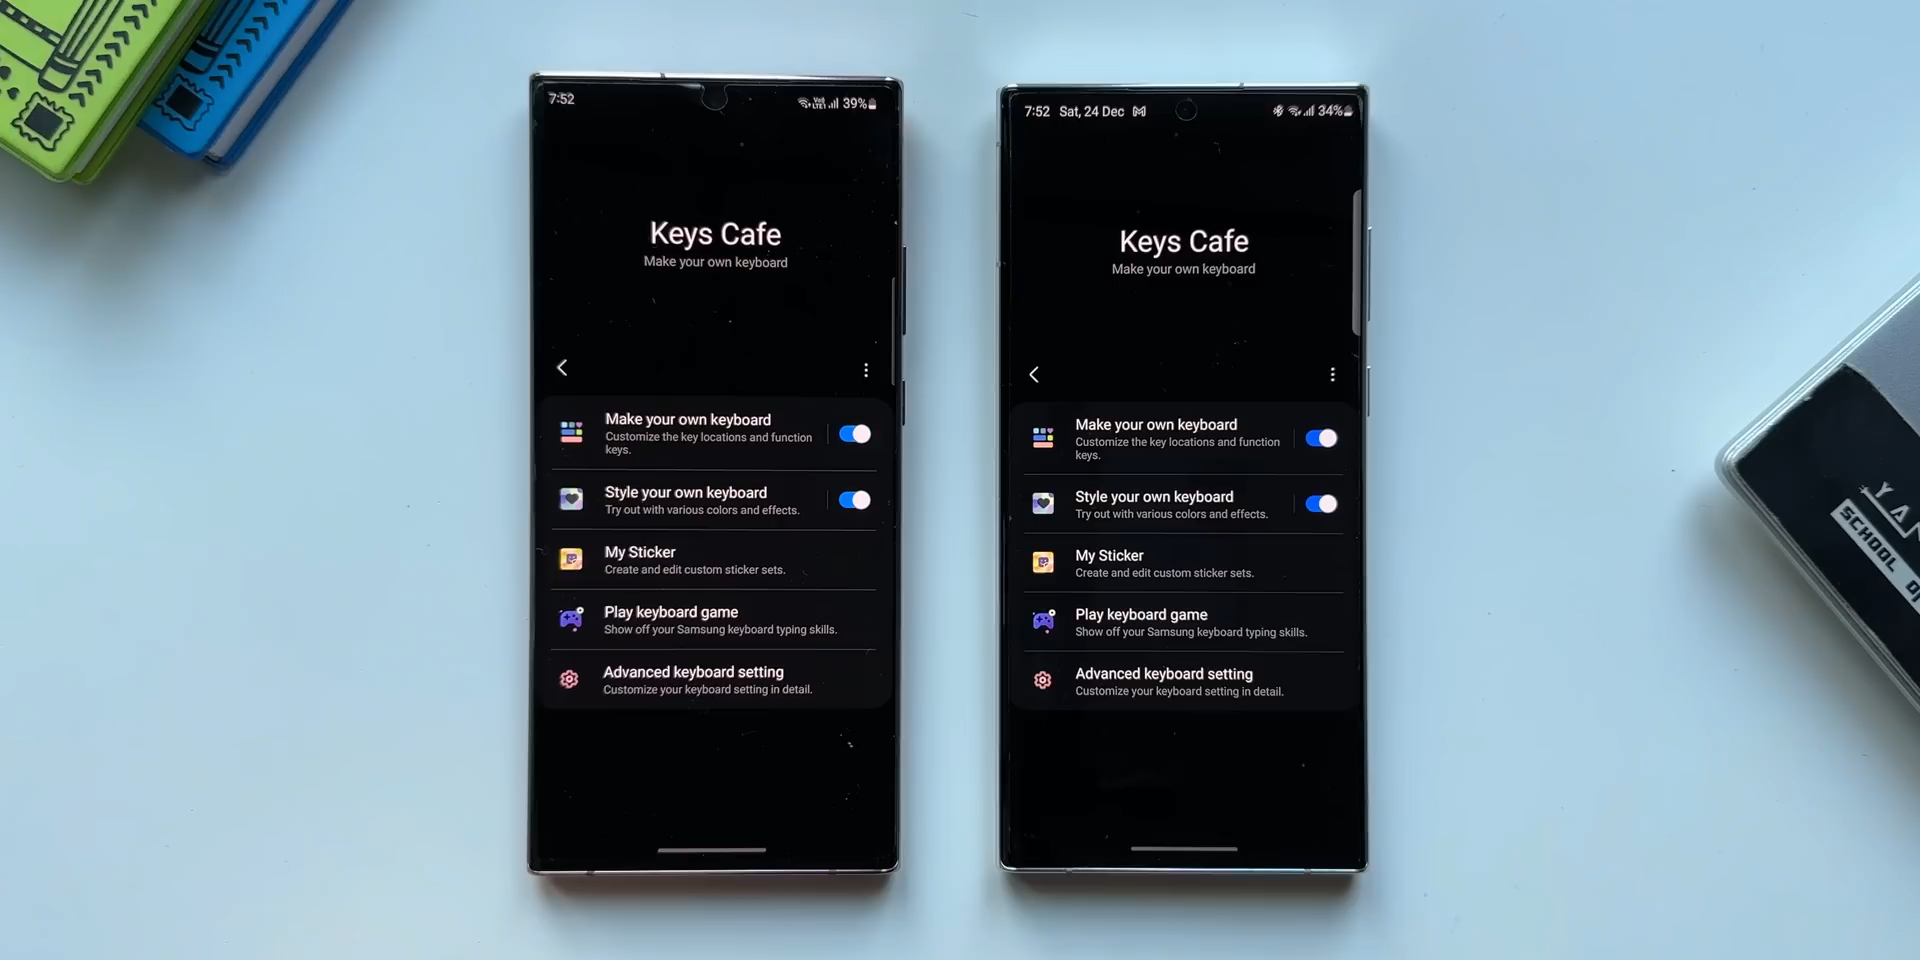 7:52
39%
Keys Cafe
Make your own keyboard
Make your own keyboard
Customize the key locations and function
keys.
Style your own keyboard
Try out with various colors and effects.
My Sticker
Create and edit custom sticker sets.
Play keyboard game
Show off your Samsung keyboard typing skills.
Advanced keyboard setting
Customize your keyboard setting in detail.
7:52 Sat, 24 Dec
34%
Keys Cafe
Make your own keyboard
Make your own keyboard
Customize the key locations and function
keys.
Style your own keyboard
Try out with various colors and effects.
My Sticker
Create and edit custom sticker sets.
Play keyboard game
Show off your Samsung keyboard typing skills.
Advanced keyboard setting
Customize your keyboard setting in detail.
SCHOOL